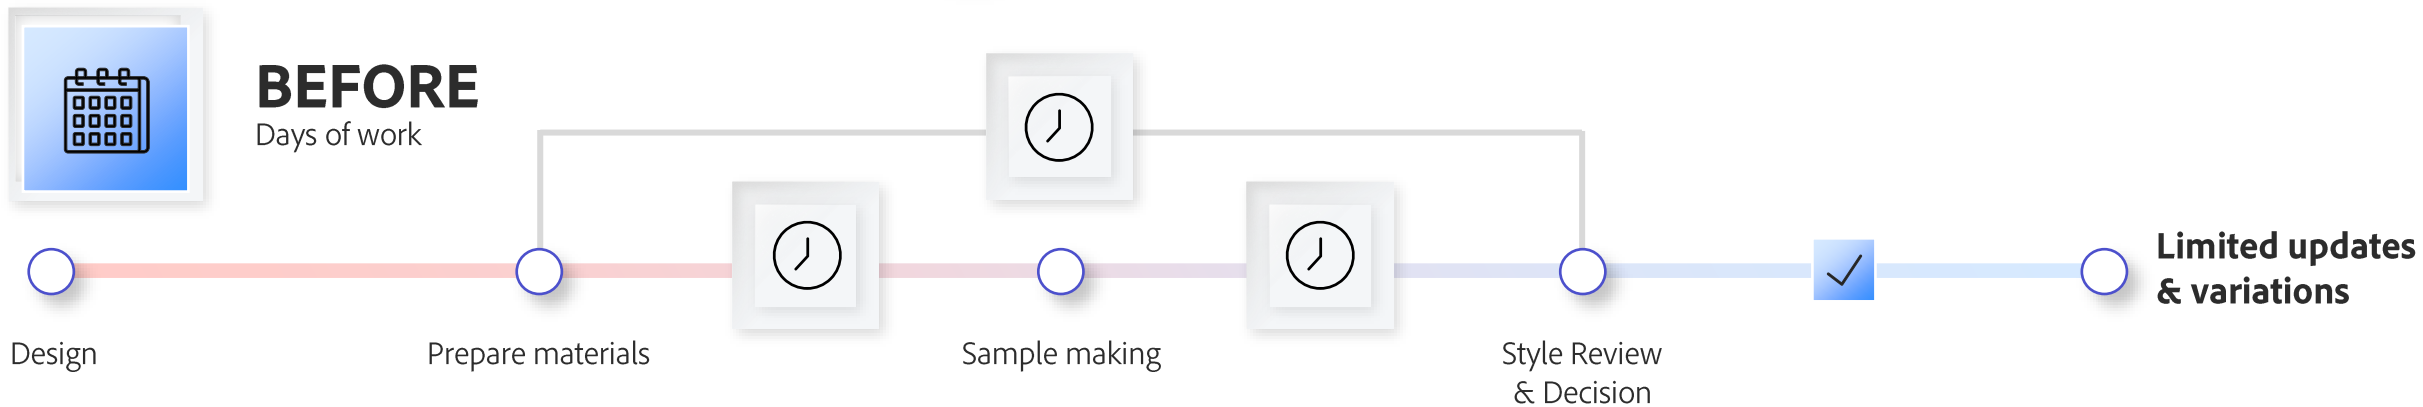 BEFORE
Days of work
Design
Prepare materials
Sample making
Style Review
& Decision
Limited updates
& variations